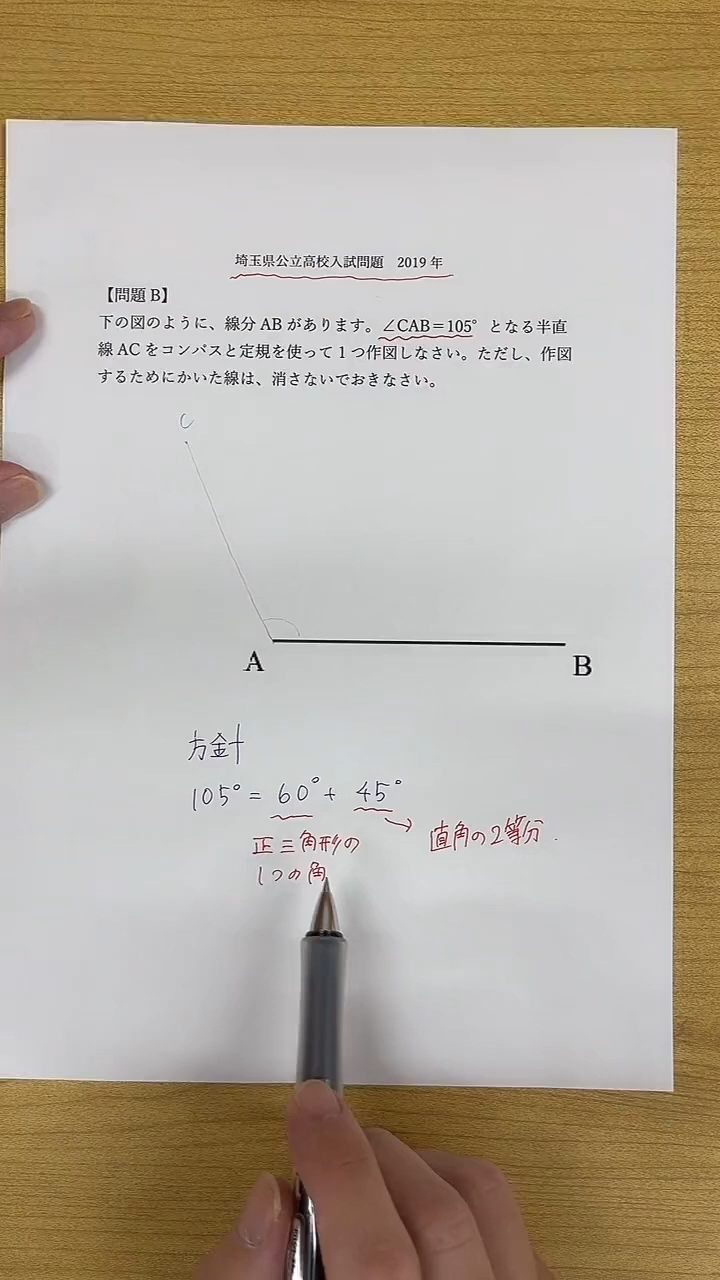 埼玉県公立高校入試問題 2019 年
【問題 B】
下の図のように、線分 AB があります。∠CAB＝105° となる半直
線 AC をコンパスと定規を使って 1 つ作図しなさい。ただし、作図
するためにかいた線は、消さないでおきなさい。
C
A
B
方針
105° = 60° + 45°
正三角形の
1つの角
直角の2等分.